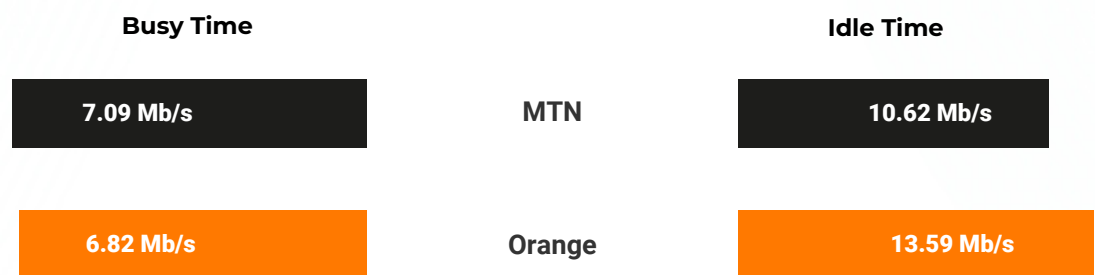 Busy Time
Idle Time
7.09 Mb/s
MTN
10.62 Mb/s
6.82 Mb/s
Orange
13.59 Mb/s